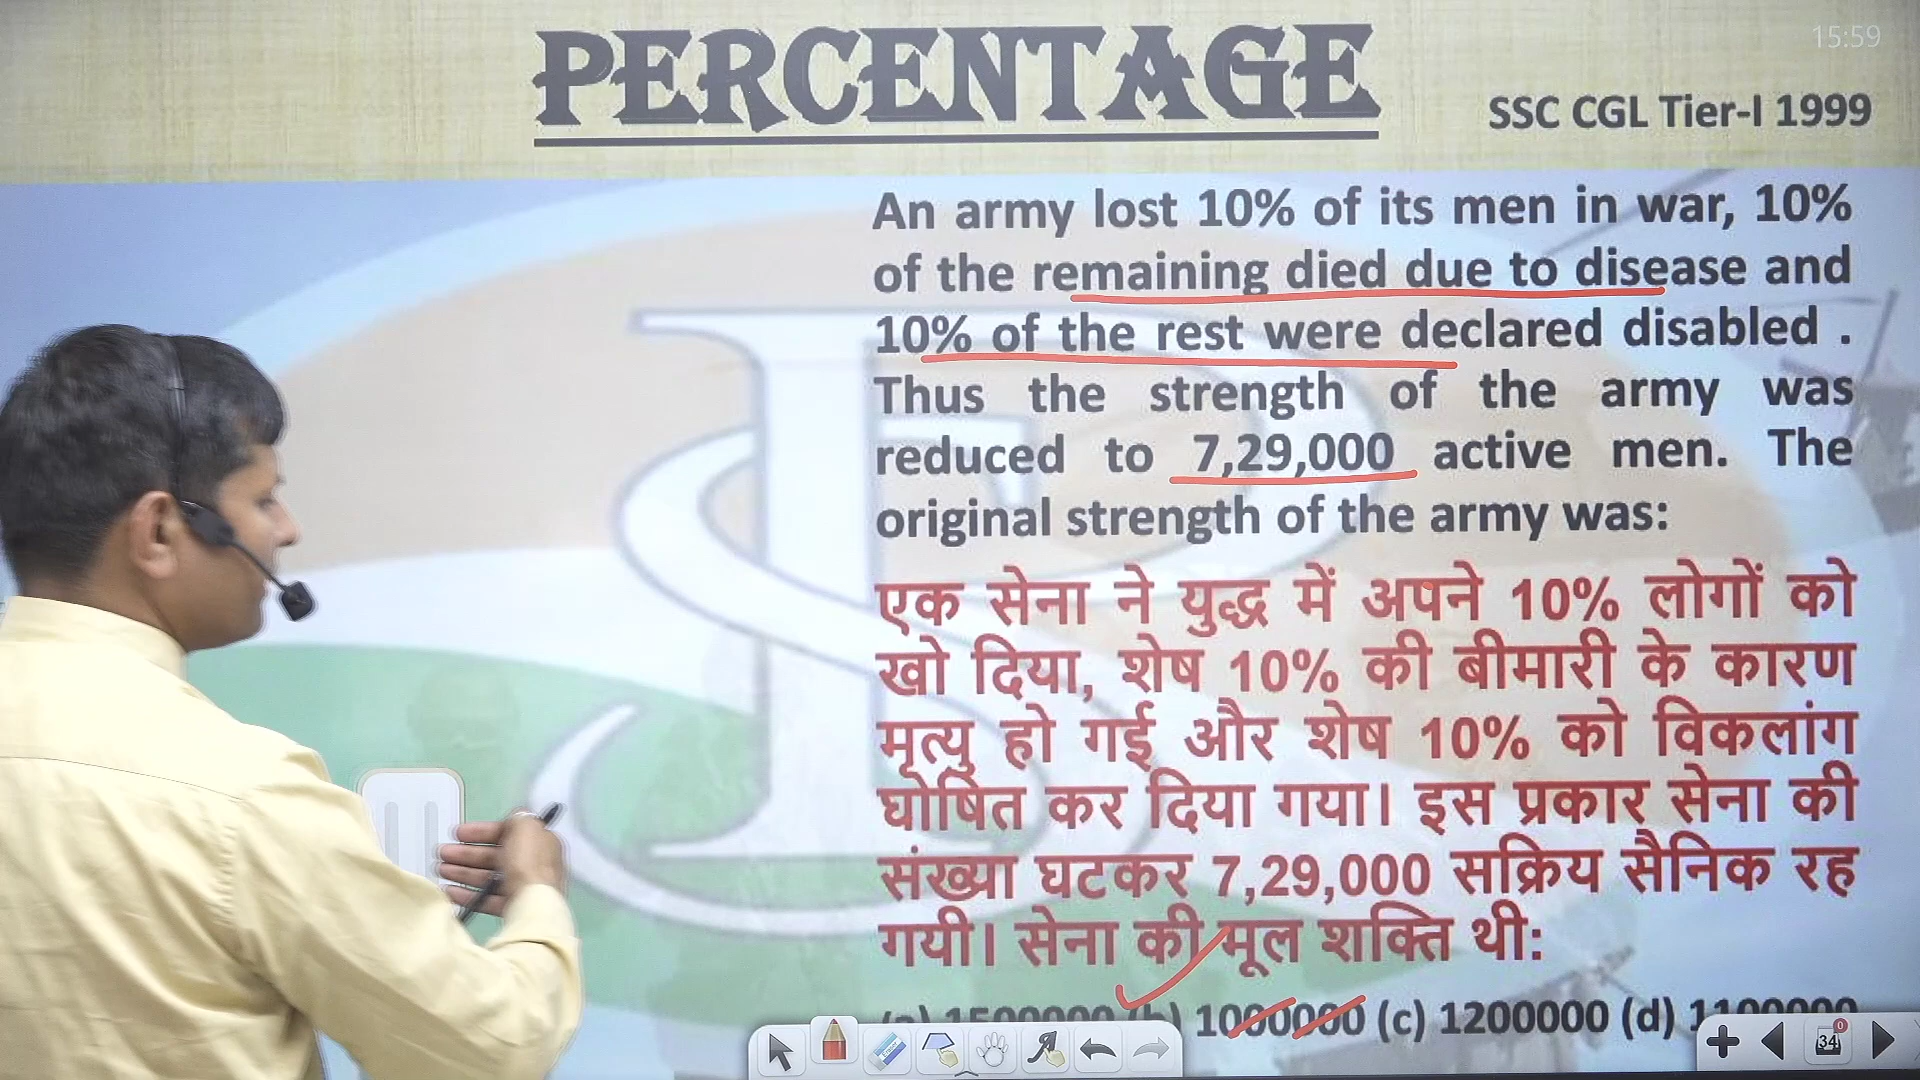 15:59
PERCENTAGE
SSC CGL Tier-I 1999
An army lost 10% of its men in war, 10%
of the remaining died due to disease and
10% of the rest were declared disabled .
Thus the strength of the army was
reduced to 7,29,000 active men. The
original strength of the army was:
एक सेना ने युद्ध में अपने 10% लोगों को
खो दिया, शेष 10% की बीमारी के कारण
मृत्यु हो गई और शेष 10% को विकलांग
घोषित कर दिया गया। इस प्रकार सेना की
संख्या घटकर 7,29,000 सक्रिय सैनिक रह
गयी। सेना की मूल शक्ति थी:
(a) 1500000 (b) 1000000 (c) 1200000 (d) 1100000
34
0